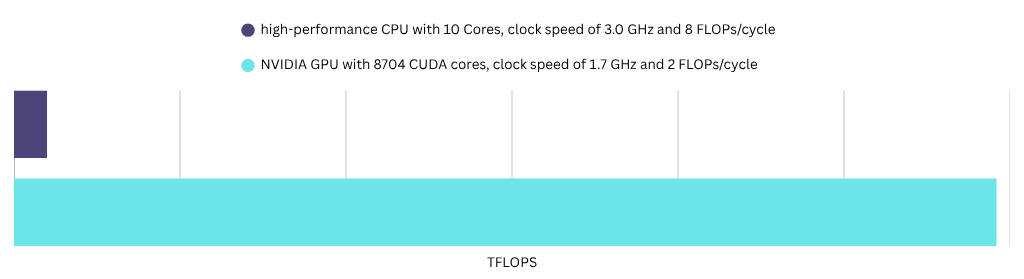 high-performance CPU with 10 Cores, clock speed of 3.0 GHz and 8 FLOPs/cycle
NVIDIA GPU with 8704 CUDA cores, clock speed of 1.7 GHz and 2 FLOPs/cycle
TFLOPS